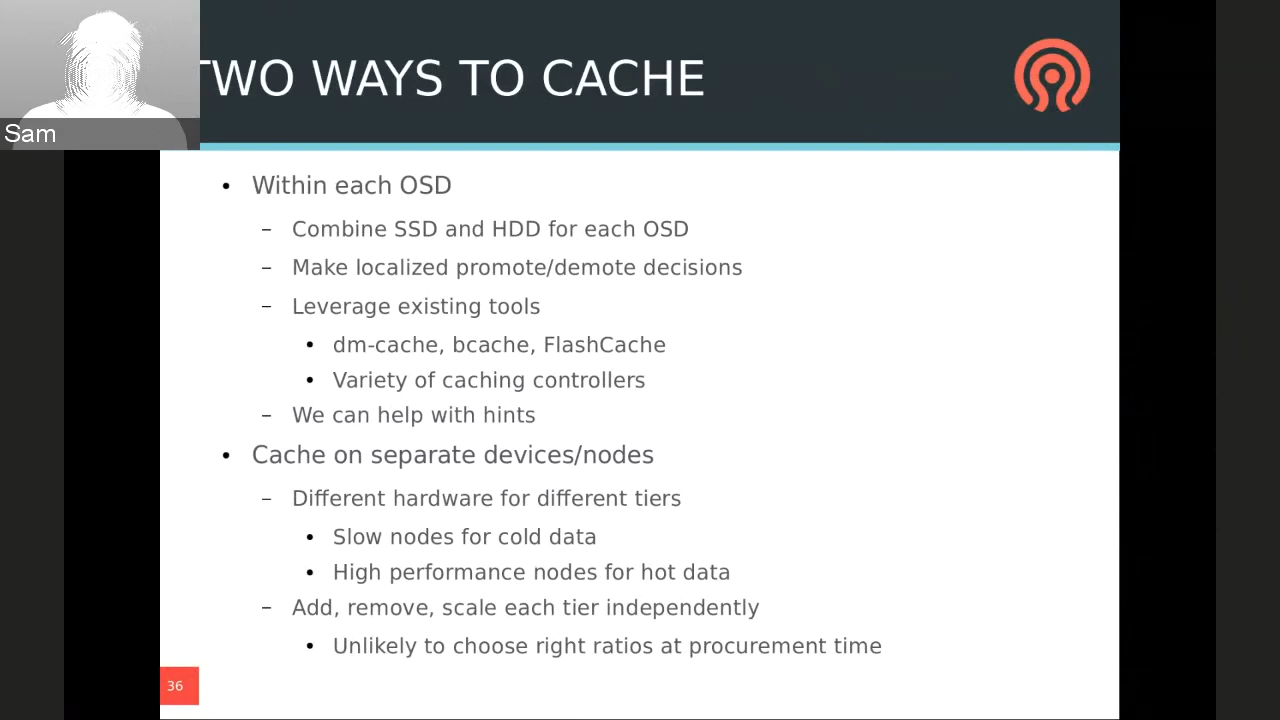 TWO WAYS TO CACHE
Sam
• Within each OSD
– Combine SSD and HDD for each OSD
– Make localized promote/demote decisions
– Leverage existing tools
• dm-cache, bcache, FlashCache
• Variety of caching controllers
– We can help with hints
• Cache on separate devices/nodes
– Different hardware for different tiers
• Slow nodes for cold data
• High performance nodes for hot data
– Add, remove, scale each tier independently
• Unlikely to choose right ratios at procurement time
36